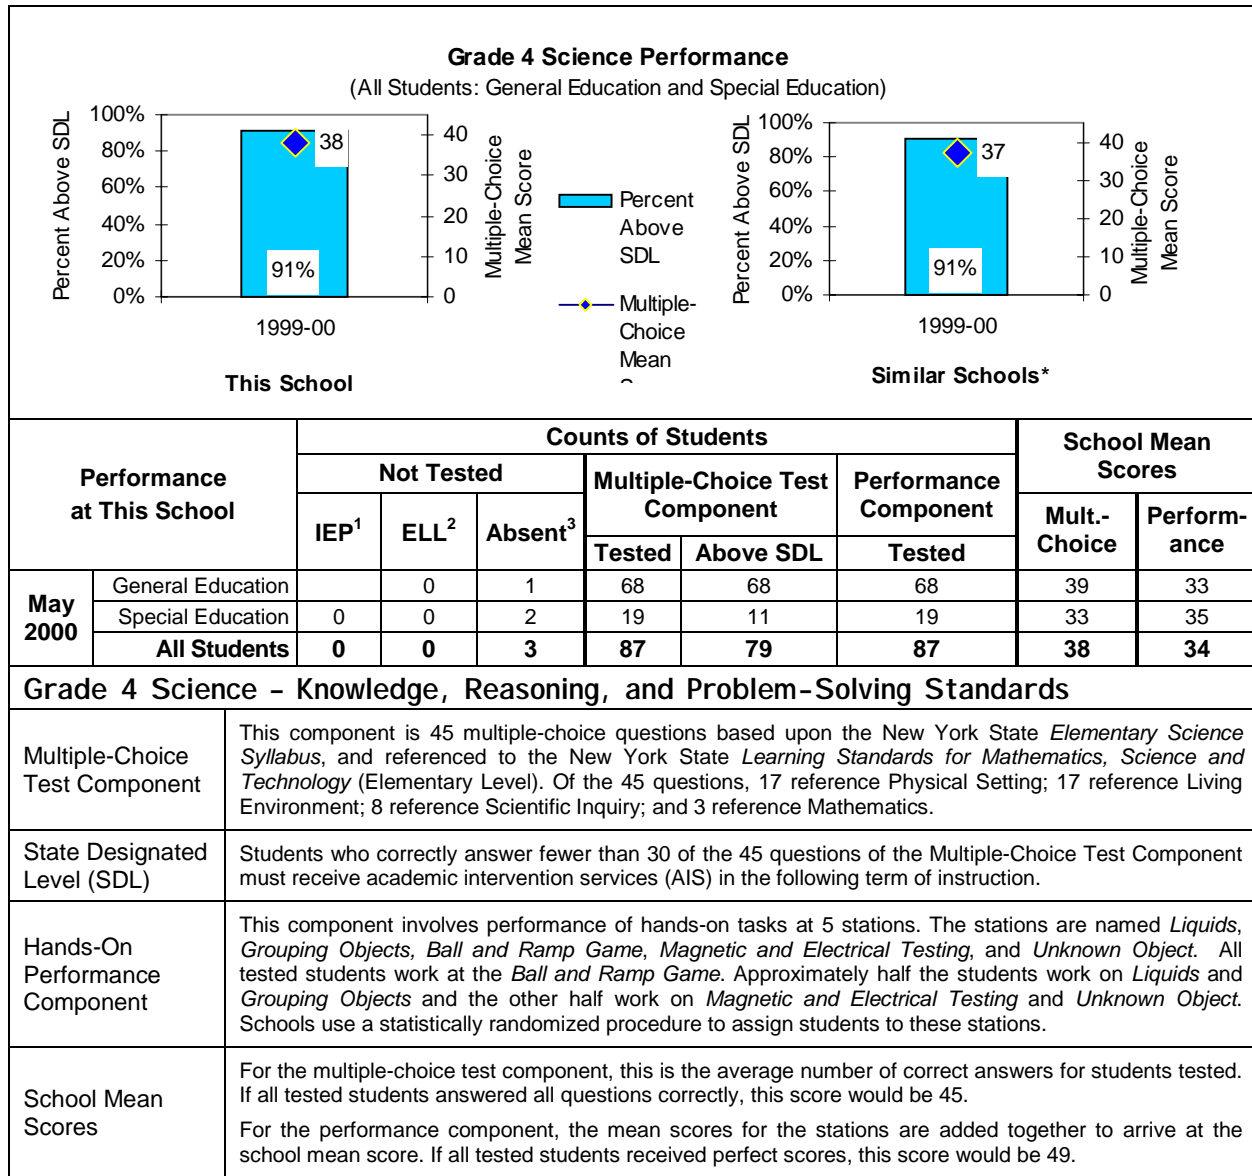 Grade 4 Science Performance
(All Students: General Education and Special Education)
Percent Above SDL
100%
80%
60%
40%
20%
0%
38
91%
40
30
20
10
0
Multiple-Choice
Mean Score
1999-00
This School
Percent
Above
SDL
Multiple-
Choice
Mean
Percent Above SDL
100%
80%
60%
40%
20%
0%
37
91%
40
30
20
10
0
Multiple-Choice
Mean Score
1999-00
Similar Schools*
Performance
at This School
Counts of Students
School Mean
Scores
Not Tested
Multiple-Choice Test
Component
Performance
Component
IEP1 ELL2 Absent3
Tested Above SDL Tested
Mult.-
Choice
Perform-
ance
May
2000
General Education 0 1 68 68 68 39 33
Special Education 0 0 2 19 11 19 33 35
All Students 0 0 3 87 79 87 38 34
Grade 4 Science – Knowledge, Reasoning, and Problem-Solving Standards
Multiple-Choice
Test Component
This component is 45 multiple-choice questions based upon the New York State Elementary Science
Syllabus, and referenced to the New York State Learning Standards for Mathematics, Science and
Technology (Elementary Level). Of the 45 questions, 17 reference Physical Setting; 17 reference Living
Environment; 8 reference Scientific Inquiry; and 3 reference Mathematics.
State Designated
Level (SDL)
Students who correctly answer fewer than 30 of the 45 questions of the Multiple-Choice Test Component
must receive academic intervention services (AIS) in the following term of instruction.
Hands-On
Performance
Component
This component involves performance of hands-on tasks at 5 stations. The stations are named Liquids,
Grouping Objects, Ball and Ramp Game, Magnetic and Electrical Testing, and Unknown Object. All
tested students work at the Ball and Ramp Game. Approximately half the students work on Liquids and
Grouping Objects and the other half work on Magnetic and Electrical Testing and Unknown Object.
Schools use a statistically randomized procedure to assign students to these stations.
School Mean
Scores
For the multiple-choice test component, this is the average number of correct answers for students tested.
If all tested students answered all questions correctly, this score would be 45.
For the performance component, the mean scores for the stations are added together to arrive at the
school mean score. If all tested students received perfect scores, this score would be 49.